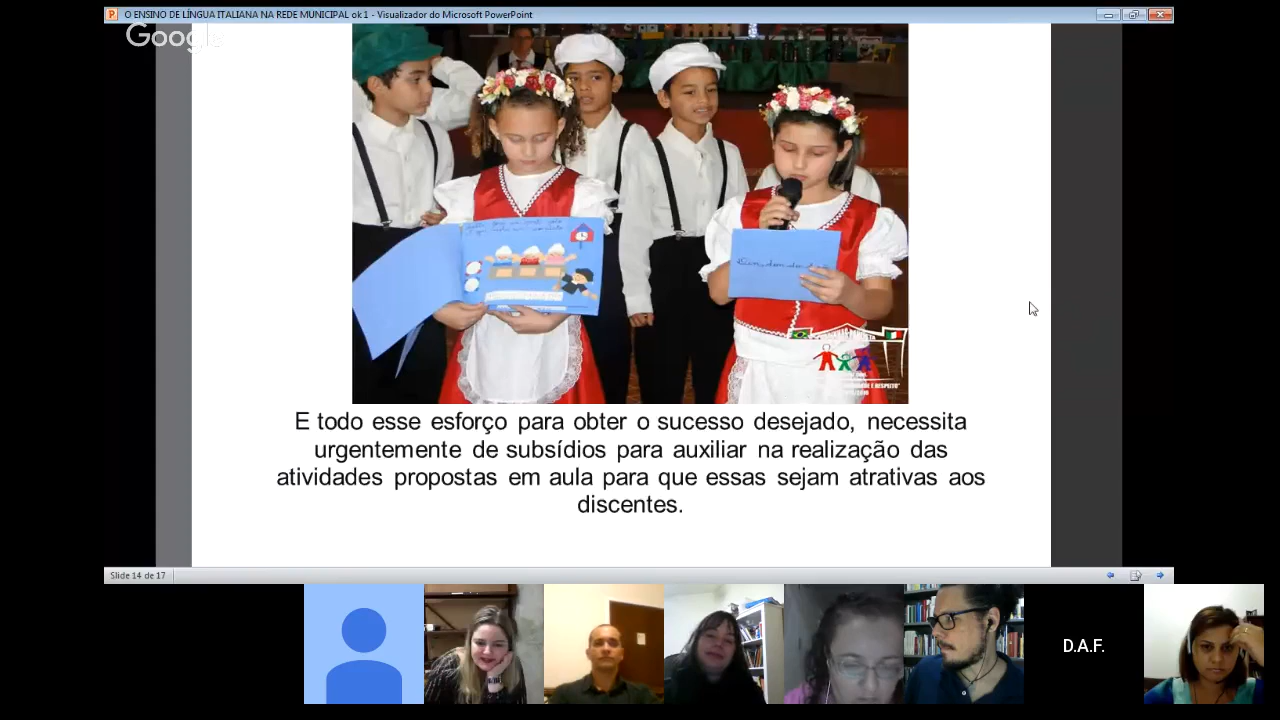 O ENSINO DE LÍNGUA ITALIANA NA REDE MUNICIPAL ok 1 - Visualizador do Microsoft PowerPoint
Google
E todo esse esforço para obter o sucesso desejado, necessita
urgentemente de subsídios para auxiliar na realização das
atividades propostas em aula para que essas sejam atrativas aos
discentes.
Slide 14 de 17
D.A.F.